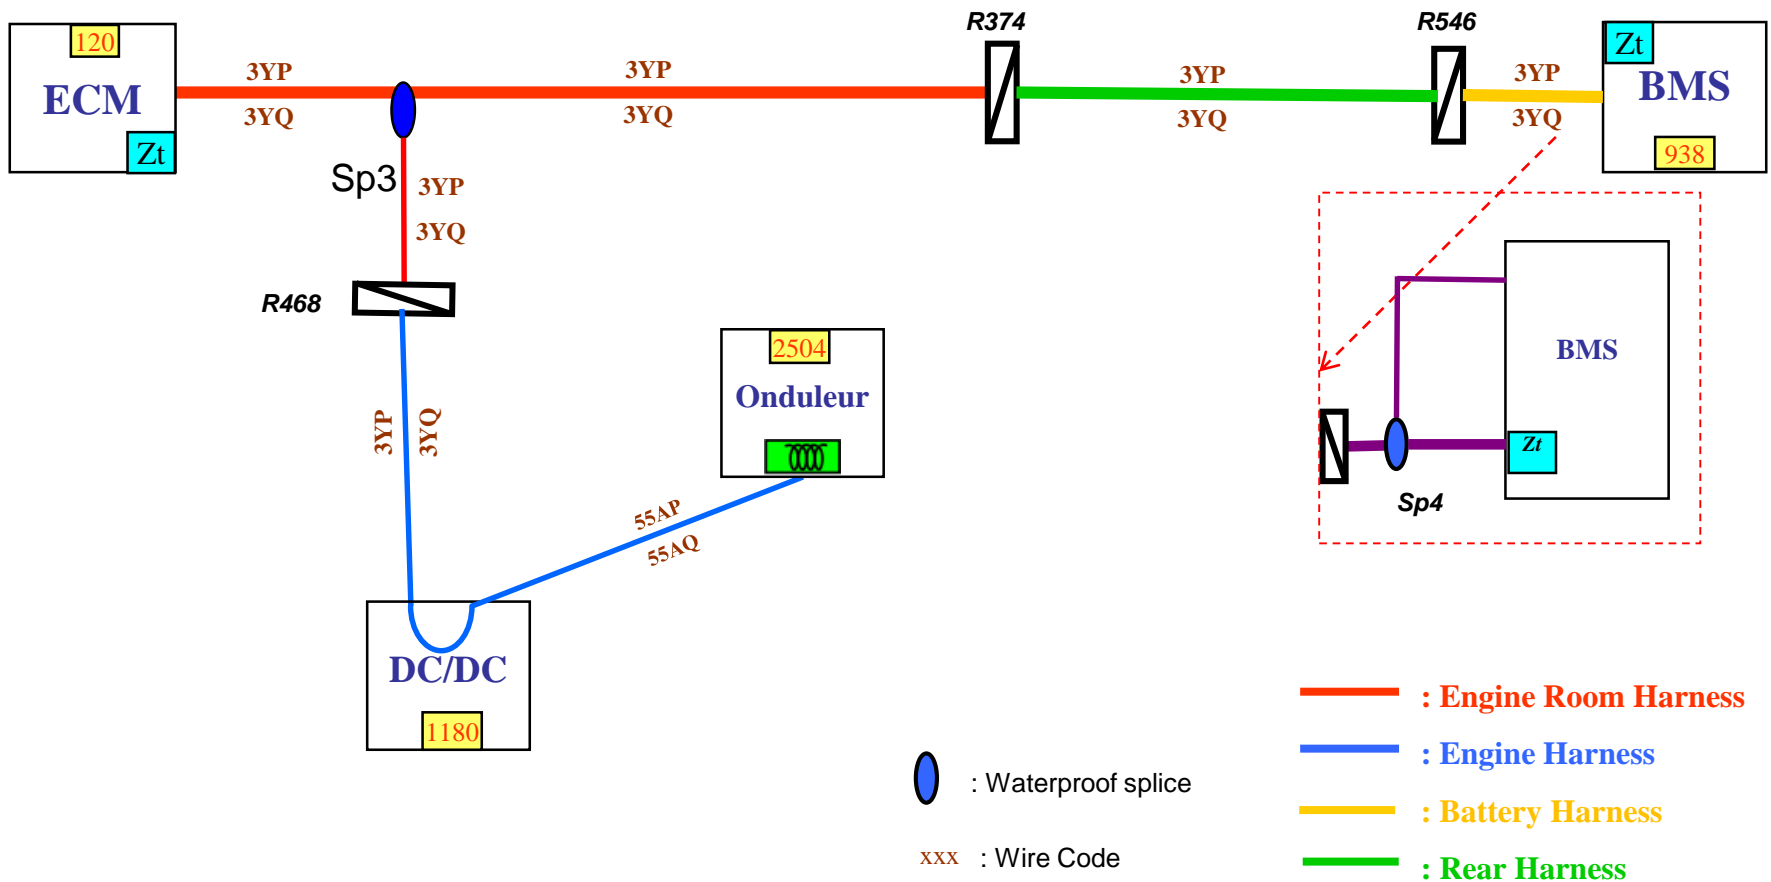 R374
R546
120
ECM
Zt
3YP
3YQ
3YP
3YQ
3YP
3YQ
3YP
3YQ
Zt
BMS
938
Sp3
3YP
3YQ
R468
3YP
3YQ
2504
Onduleur
55AP
55AQ
DC/DC
1180
BMS
Zt
Sp4
: Waterproof splice
xxx : Wire Code
: Engine Room Harness
: Engine Harness
: Battery Harness
: Rear Harness